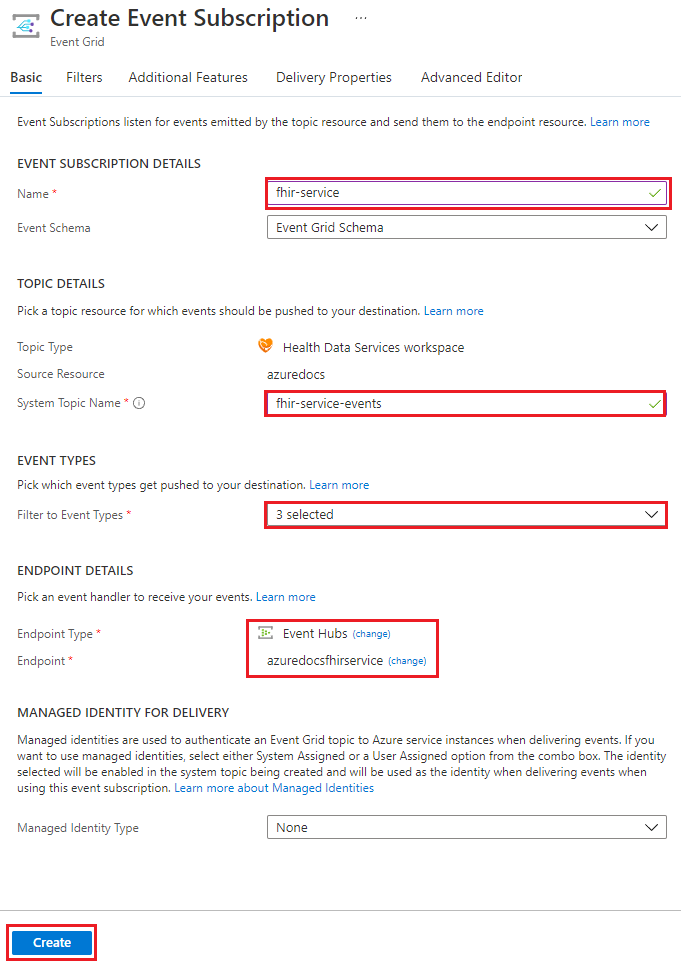 Create Event Subscription ...
Event Grid
Basic Filters Additional Features Delivery Properties Advanced Editor
Event Subscriptions listen for events emitted by the topic resource and send them to the endpoint resource. Learn more
EVENT SUBSCRIPTION DETAILS
Name * fhir-service
Event Schema Event Grid Schema
TOPIC DETAILS
Pick a topic resource for which events should be pushed to your destination. Learn more
Topic Type Health Data Services workspace
Source Resource azuredocs
System Topic Name * fhir-service-events
EVENT TYPES
Pick which event types get pushed to your destination. Learn more
Filter to Event Types * 3 selected
ENDPOINT DETAILS
Pick an event handler to receive your events. Learn more
Endpoint Type * Event Hubs (change)
Endpoint * azuredocsfhirservice (change)
MANAGED IDENTITY FOR DELIVERY
Managed identities are used to authenticate an Event Grid topic to Azure service instances when delivering events. If you
want to use managed identities, select either System Assigned or a User Assigned option from the combo box. The identity
selected will be enabled in the system topic being created and will be used as the identity when delivering events when
using this event subscription. Learn more about Managed Identities
Managed Identity Type None
Create